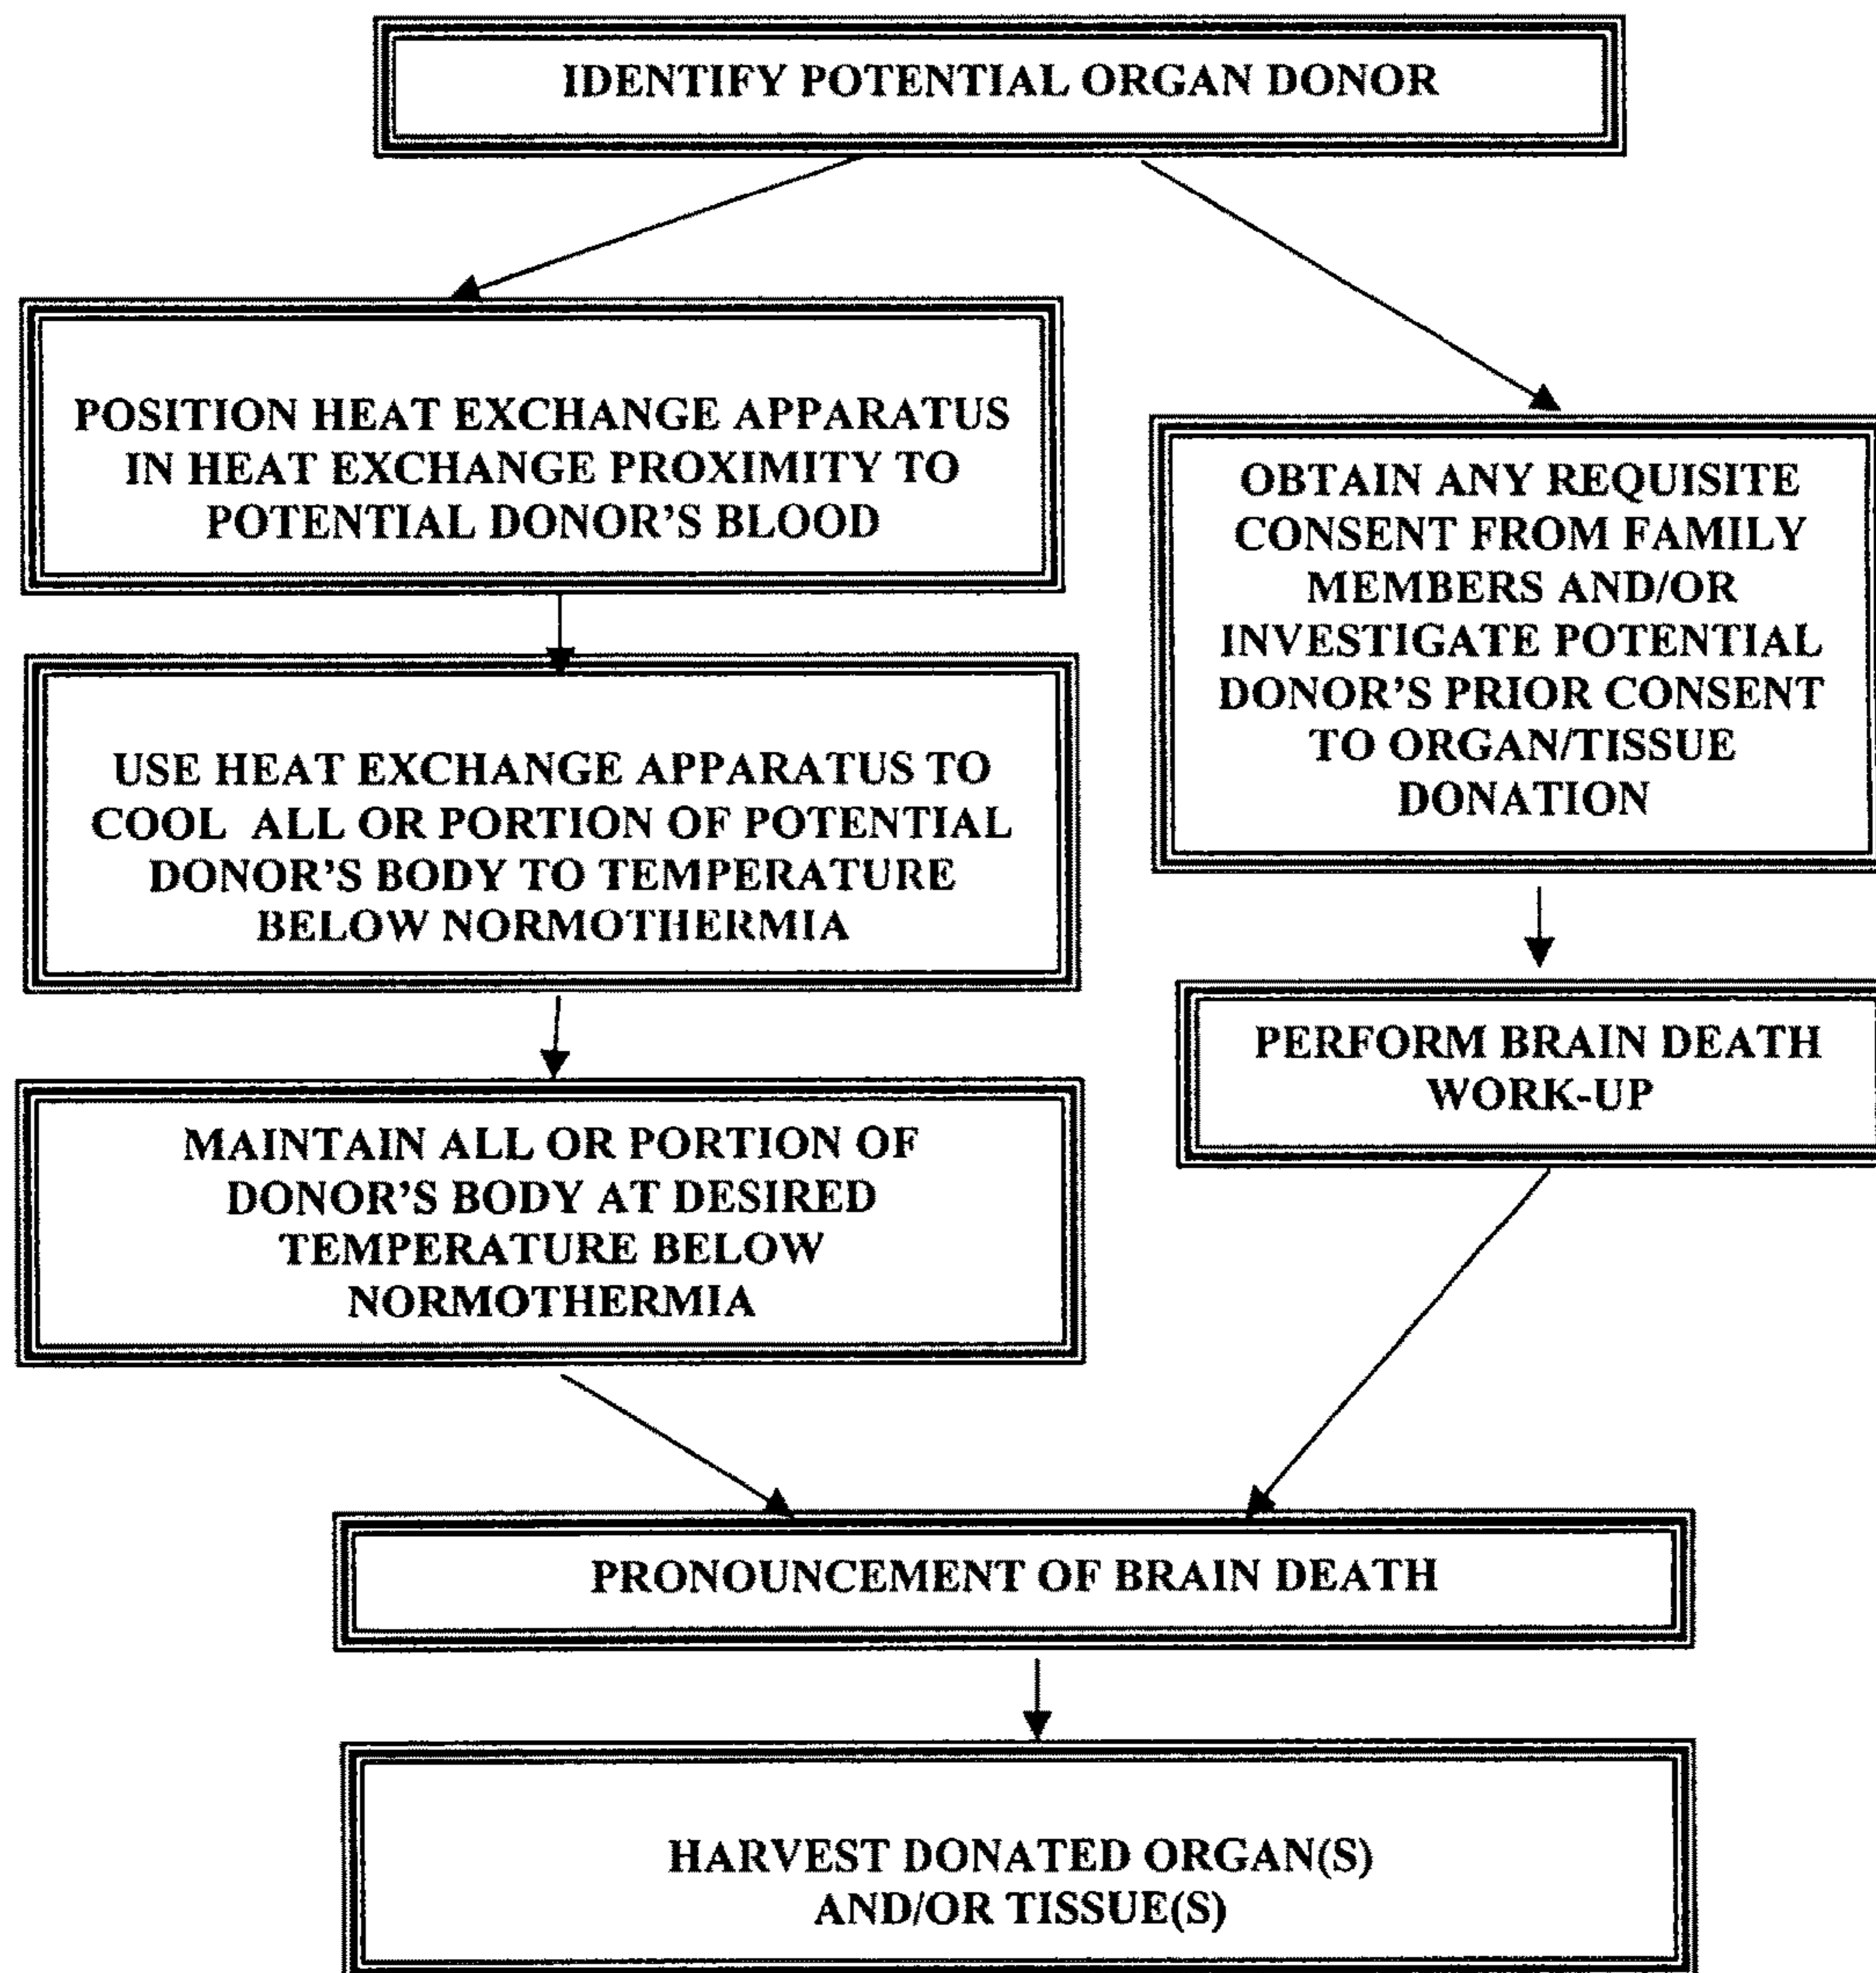 IDENTIFY POTENTIAL ORGAN DONOR
POSITION HEAT EXCHANGE APPARATUS
IN HEAT EXCHANGE PROXIMITY TO
POTENTIAL DONOR'S BLOOD
USE HEAT EXCHANGE APPARATUS TO
COOL ALL OR PORTION OF POTENTIAL
DONOR'S BODY TO TEMPERATURE
BELOW NORMOTHERMIA
MAINTAIN ALL OR PORTION OF
DONOR'S BODY AT DESIRED
TEMPERATURE BELOW
NORMOTHERMIA
OBTAIN ANY REQUISITE
CONSENT FROM FAMILY
MEMBERS AND/OR
INVESTIGATE POTENTIAL
DONOR'S PRIOR CONSENT
TO ORGAN/TISSUE
DONATION
PERFORM BRAIN DEATH
WORK-UP
PRONOUNCEMENT OF BRAIN DEATH
HARVEST DONATED ORGAN(S)
AND/OR TISSUE(S)